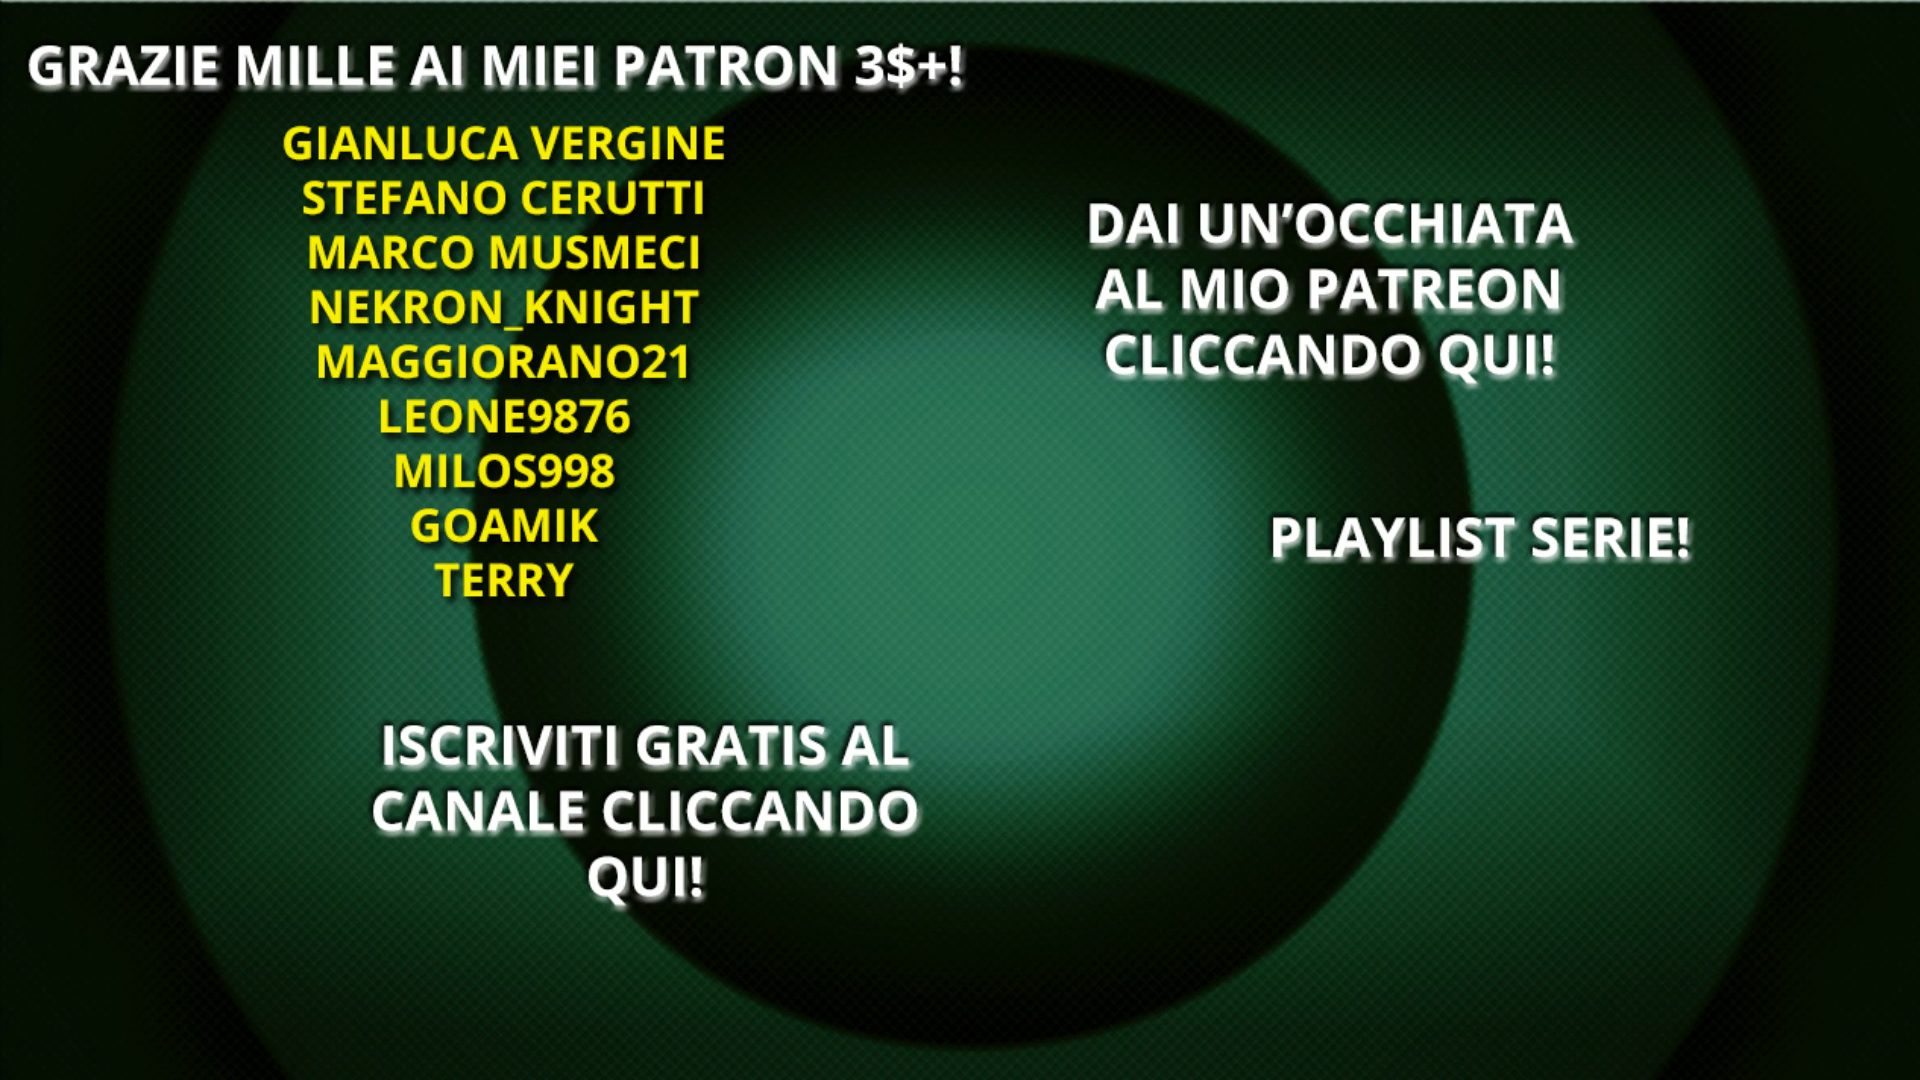 GRAZIE MILLE AI MIEI PATRON 3$+!
GIANLUCA VERGINE
STEFANO CERUTTI
MARCO MUSMECI
NEKRON_KNIGHT
MAGGIORANO21
LEONE9876
MILOS998
GOAMIK
TERRY
DAI UN’OCCHIATA
AL MIO PATREON
CLICCANDO QUI!
PLAYLIST SERIE!
ISCRIVITI GRATIS AL
CANALE CLICCANDO
QUI!